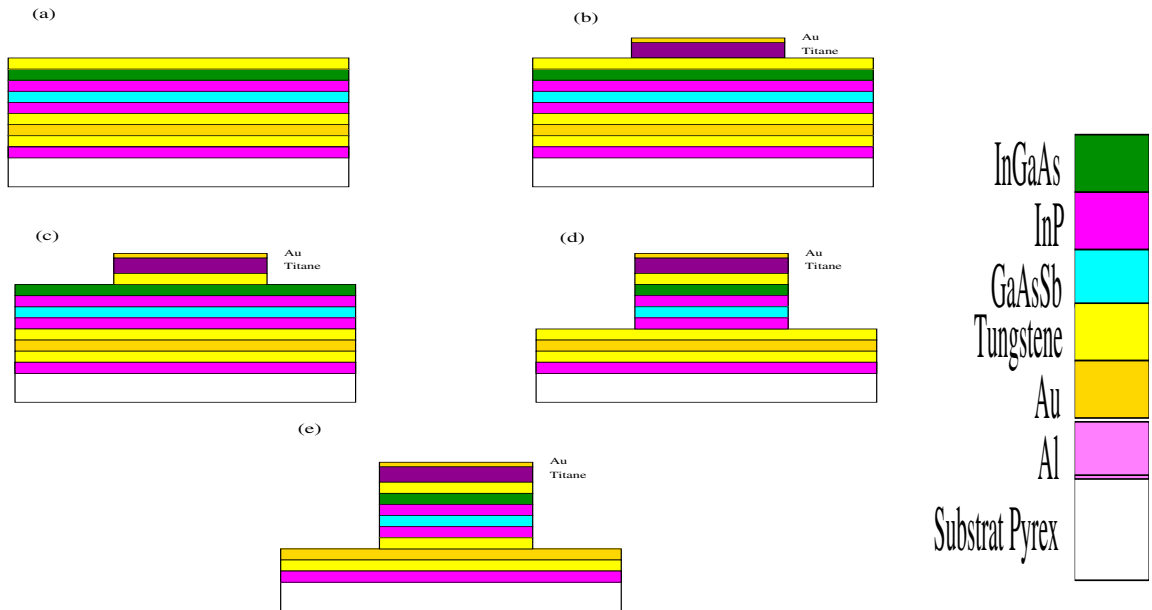 (a)
(b)
Au
Titane
(c)
Au
Titane
(d)
Au
Titane
(e)
Au
Titane
InGaAs
InP
GaAsSb
Tungstene
Au
Al
Substrat Pyrex